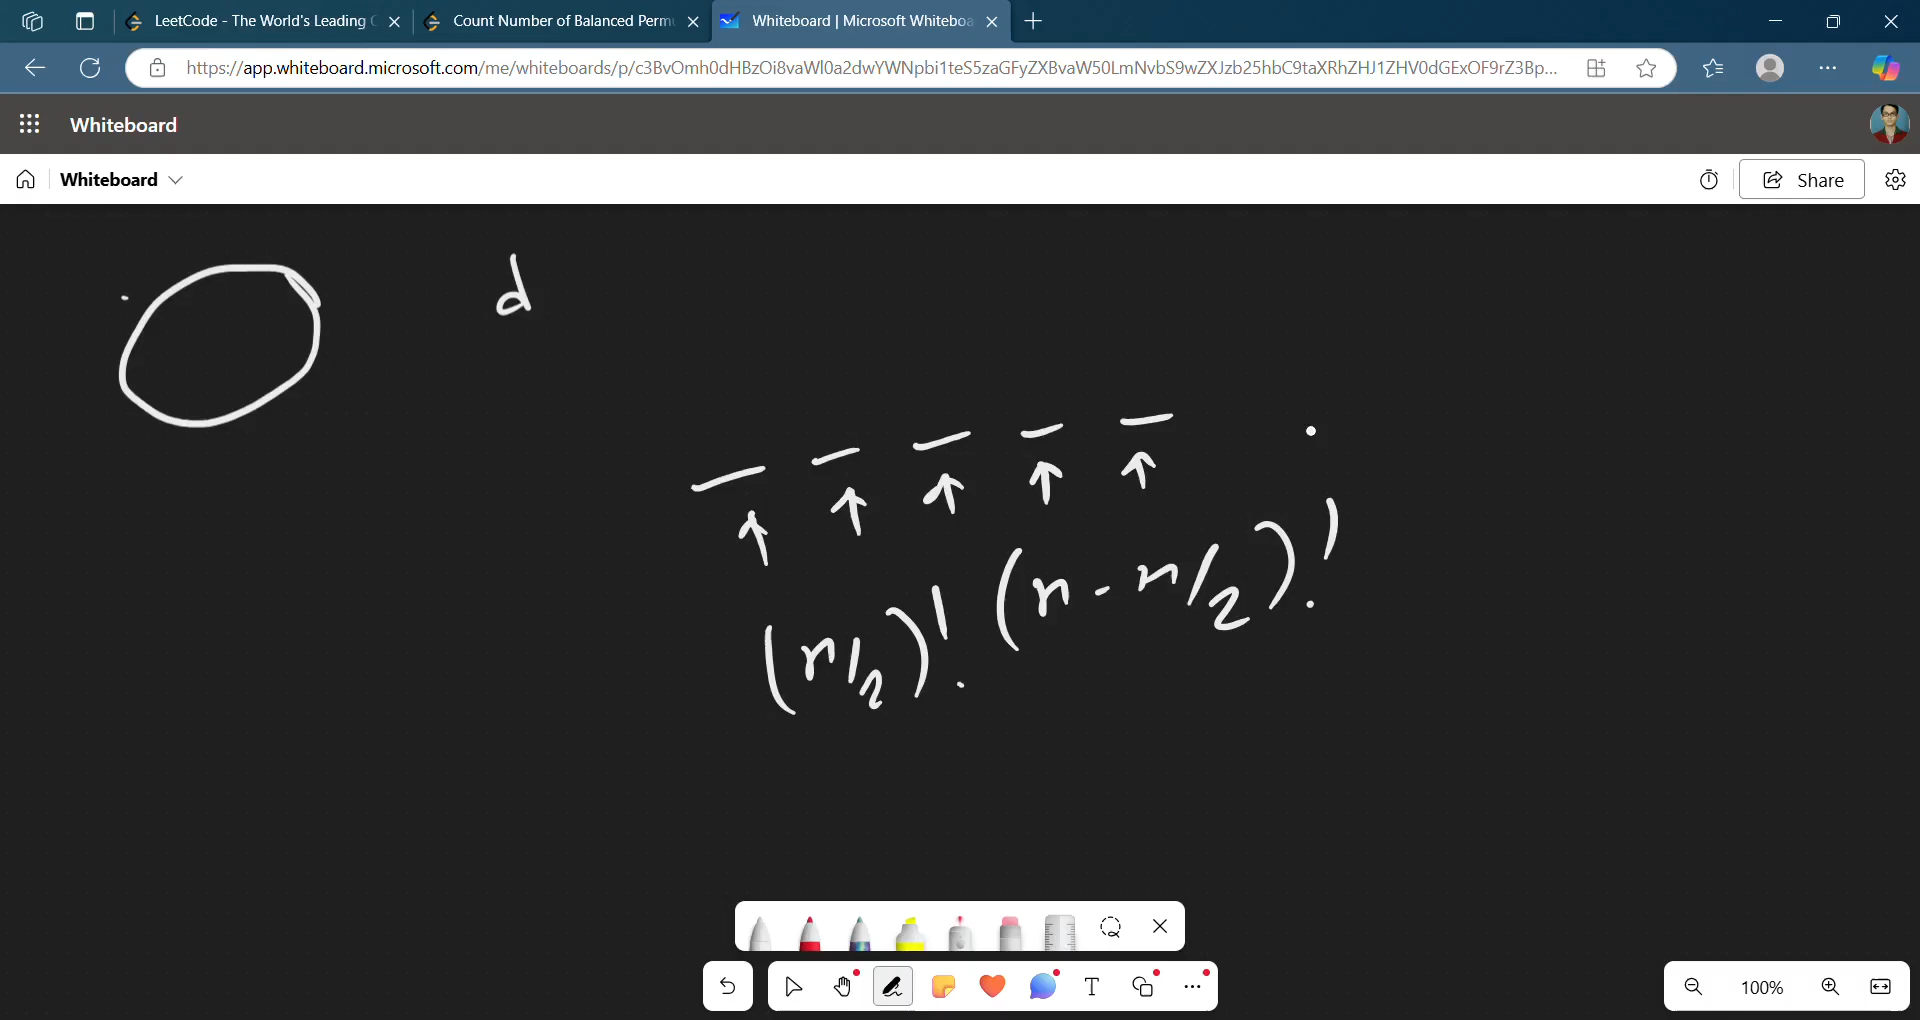 LeetCode - The World's Leading
Count Number of Balanced Perm
Whiteboard | Microsoft Whiteboa
https://app.whiteboard.microsoft.com/me/whiteboards/p/c3BvOmh0dHBzOi8vaWl0a2dwYWNpbi1teS5zaGFyZXBvaW50LmNvbS9wZXJzb25hbC9taXRhZHJ1ZHV0dGExOF9rZ3Bp...
Whiteboard
Whiteboard
Share
d
(n/2)! (n - n/2)!
T
100%